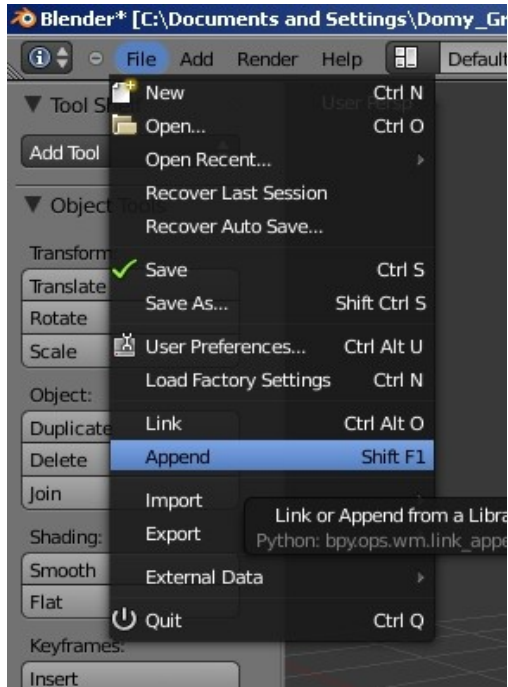 Blender* [C:\Documents and Settings\Domy_Gr
File Add Render Help Default
Tool S
User Persp
Add Tool
Object Tools
Transform
Translate
Rotate
Scale
Object:
Duplicate
Delete
Join
Shading:
Smooth
Flat
Keyframes:
Insert
New Ctrl N
Open... Ctrl O
Open Recent...
Recover Last Session
Recover Auto Save...
Save Ctrl S
Save As... Shift Ctrl S
User Preferences... Ctrl Alt U
Load Factory Settings Ctrl N
Link Ctrl Alt O
Append Shift F1
Import
Export
External Data
Quit Ctrl Q
Link or Append from a Libra
Python: bpy.ops.wm.link_appe